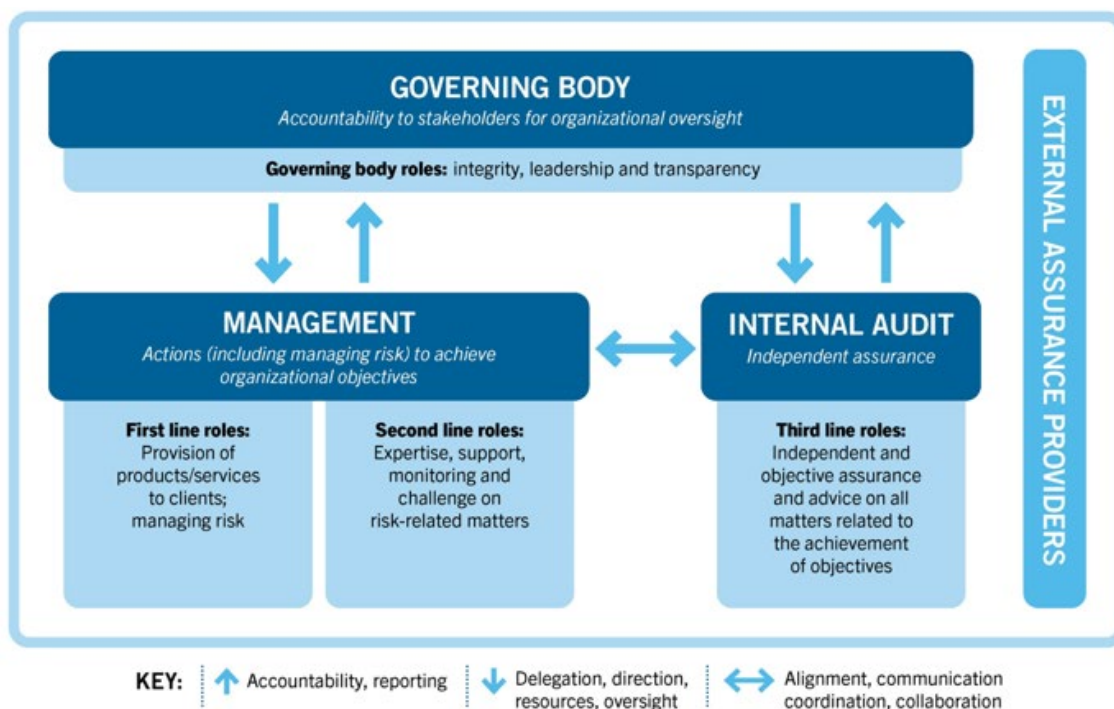 GOVERNING BODY
Accountability to stakeholders for organizational oversight
Governing body roles: integrity, leadership and transparency
MANAGEMENT
Actions (including managing risk) to achieve
organizational objectives
First line roles:
Provision of
products/services
to clients;
managing risk
Second line roles:
Expertise, support,
monitoring and
challenge on
risk-related matters
INTERNAL AUDIT
Independent assurance
Third line roles:
Independent and
objective assurance
and advice on all
matters related to
the achievement
of objectives
EXTERNAL ASSURANCE PROVIDERS
KEY:
Accountability, reporting
Delegation, direction,
resources, oversight
Alignment, communication
coordination, collaboration